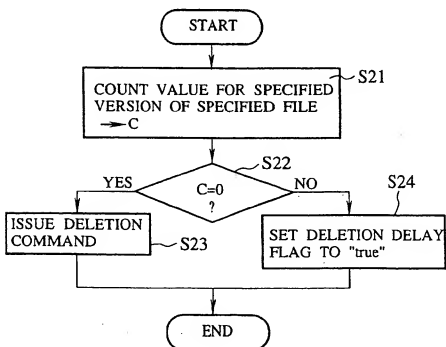 START
S21
COUNT VALUE FOR SPECIFIED
VERSION OF SPECIFIED FILE
→C
S22
YES
C=0
?
NO
S24
ISSUE DELETION
COMMAND
S23
SET DELETION DELAY
FLAG TO "true"
END